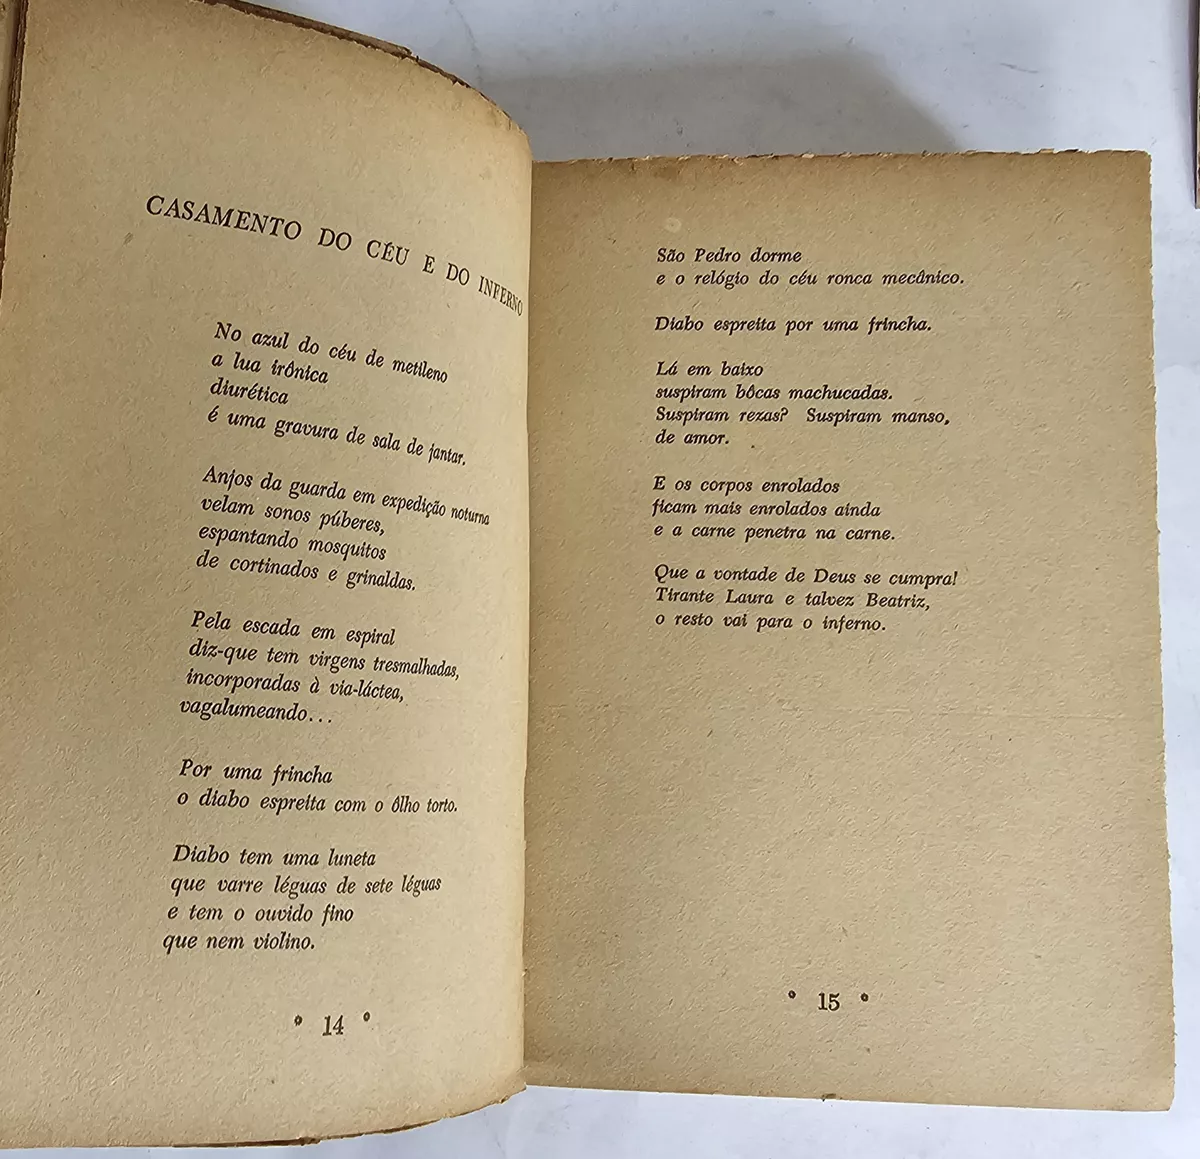 CASAMENTO DO CÉU E DO INFERNO
No azul do céu de metileno
a lua irônica
diurética
é uma gravura de sala de jantar.
Anjos da guarda em expedição noturna
velam sonos púberes,
espantando mosquitos
de cortinados e grinaldas.
Pela escada em espiral
diz-que tem virgens tresmalhadas,
incorporadas à via-láctea,
vagalumeando...
Por uma frincha
o diabo espreita com o ôlho torto.
Diabo tem uma luneta
que varre léguas de sete léguas
e tem o ouvido fino
que nem violino.
* 14 *
São Pedro dorme
e o relógio do céu ronca mecânico.
Diabo espreita por uma frincha.
Lá em baixo
suspiram bôcas machucadas.
Suspiram rezas? Suspiram manso,
de amor.
E os corpos enrolados
ficam mais enrolados ainda
e a carne penetra na carne.
Que a vontade de Deus se cumpra!
Tirante Laura e talvez Beatriz,
o resto vai para o inferno.
* 15 *